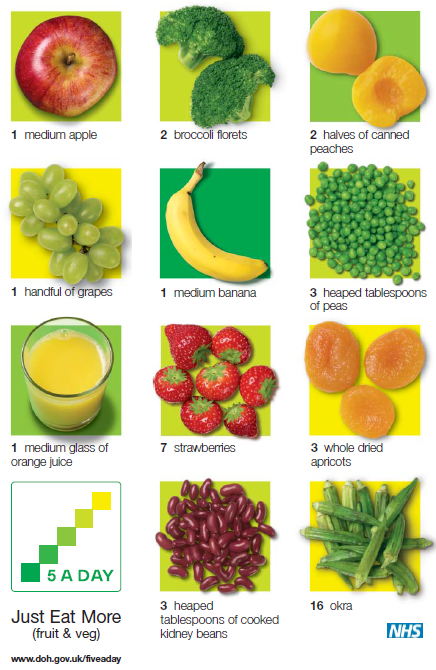 1 medium apple
2 broccoli florets
2 halves of canned
peaches
1 handful of grapes
1 medium banana
3 heaped tablespoons
of peas
1 medium glass of
orange juice
7 strawberries
3 whole dried
apricots
5 A DAY
Just Eat More
(fruit & veg)
www.doh.gov.uk/fiveaday
3 heaped
tablespoons of cooked
kidney beans
16 okra
NHS